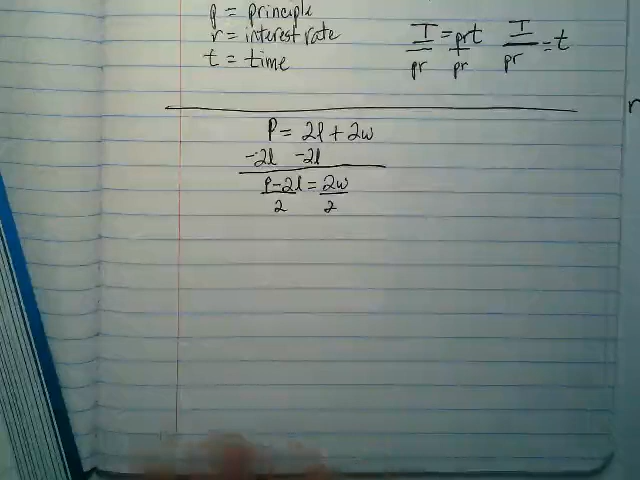 p = principle
r = interest rate
t = time
I = prt
pr pr
I = t
pr
P = 2l + 2w
-2l -2l
P-2l = 2w
2 2
r